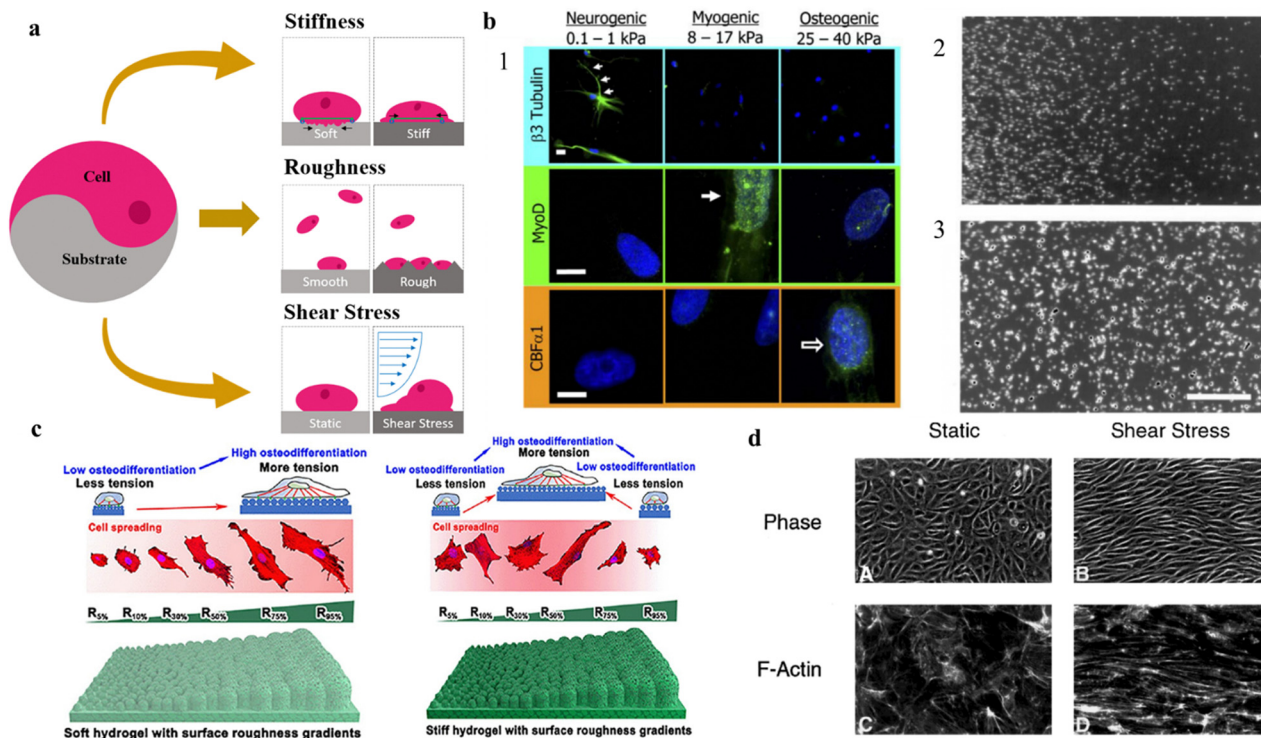 a
Cell
Substrate
Stiffness
Soft
Stiff
Roughness
Smooth
Rough
Shear Stress
Static
Shear Stress
b
1
Neurogenic
0.1 – 1 kPa
Myogenic
8 – 17 kPa
Osteogenic
25 – 40 kPa
β3 Tubulin
MyoD
CBFα1
2
3
c
Low osteodifferentiation
Less tension
High osteodifferentiation
More tension
Cell spreading
R5% R10% R30% R50% R75% R95%
Soft hydrogel with surface roughness gradients
High osteodifferentiation
More tension
Low osteodifferentiation
Less tension
Low osteodifferentiation
Less tension
Cell spreading
R5% R10% R30% R50% R75% R95%
Stiff hydrogel with surface roughness gradients
d
Static
Shear Stress
Phase
A
B
F-Actin
C
D